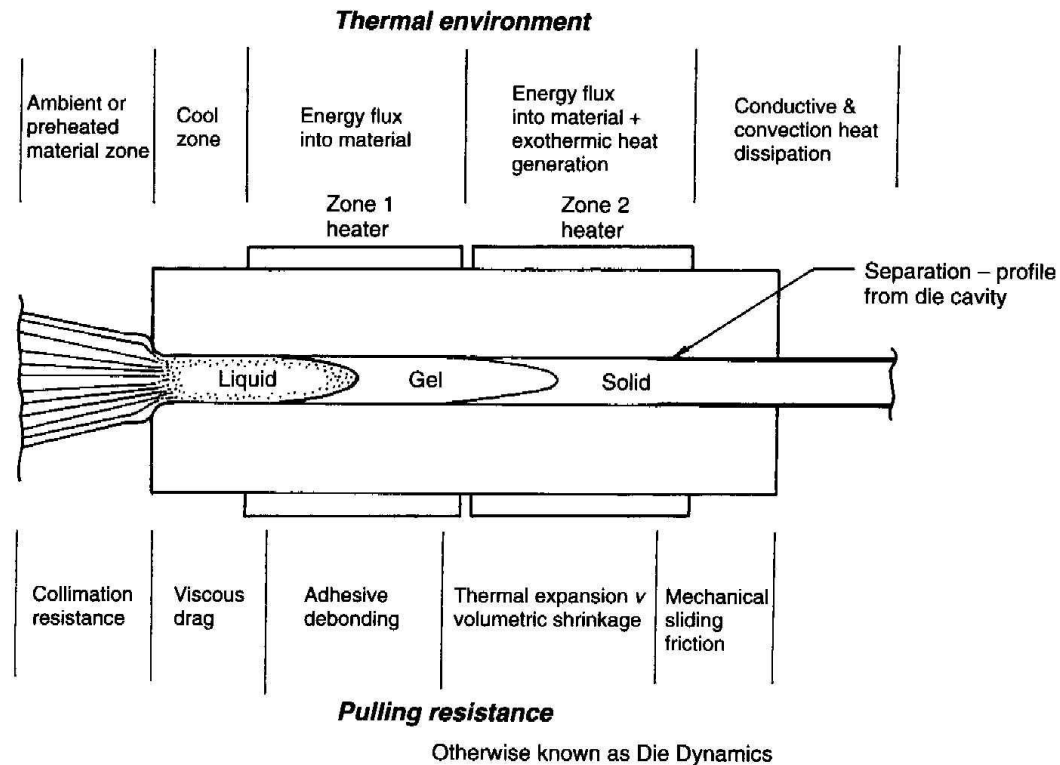 Thermal environment
Ambient or
preheated
material zone
Cool
zone
Energy flux
into material
Energy flux
into material +
exothermic heat
generation
Conductive &
convection heat
dissipation
Zone 1
heater
Zone 2
heater
Separation – profile
from die cavity
Liquid
Gel
Solid
Collimation
resistance
Viscous
drag
Adhesive
debonding
Thermal expansion v
volumetric shrinkage
Mechanical
sliding
friction
Pulling resistance
Otherwise known as Die Dynamics